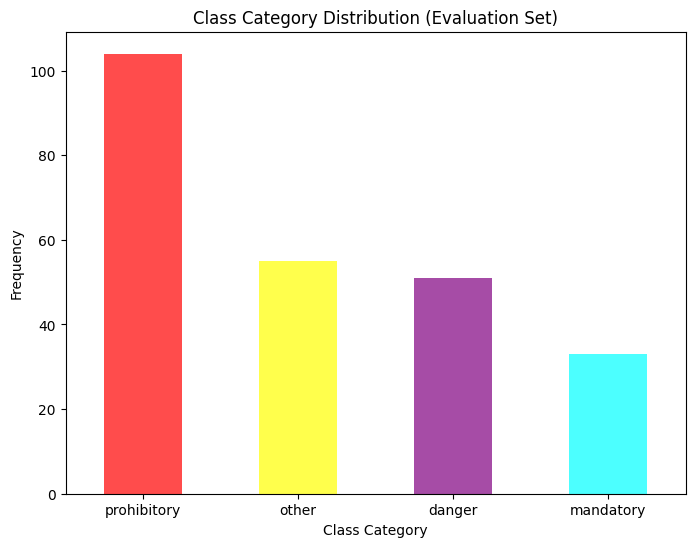 Class Category Distribution (Evaluation Set)
Frequency
100
80
60
40
20
0
prohibitory other danger mandatory
Class Category